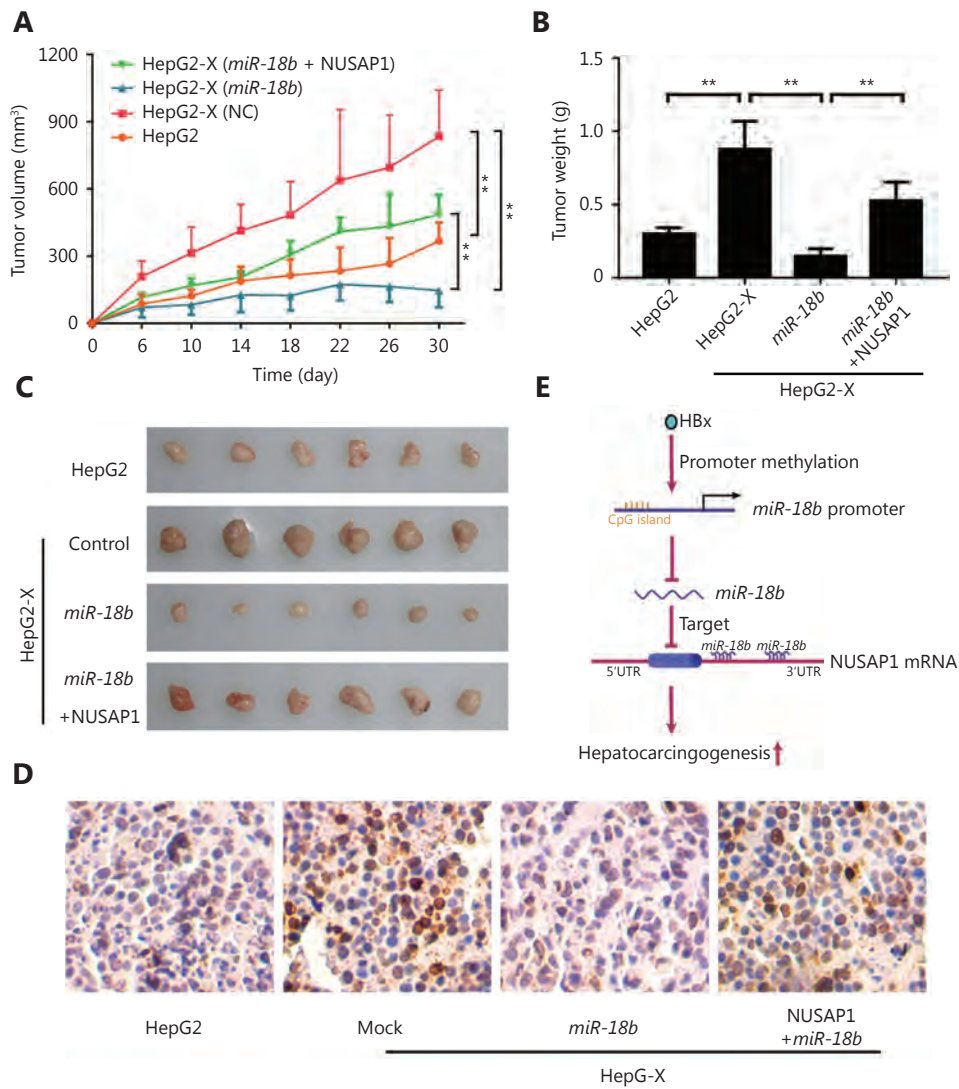 A
1200
900
600
300
0
Tumor volume (mm³)
HepG2-X (miR-18b + NUSAP1)
HepG2-X (miR-18b)
HepG2-X (NC)
HepG2
**
**
**
0 6 10 14 18 22 26 30
Time (day)
B
1.5
1.0
0.5
0
Tumor weight (g)
** ** **
HepG2
HepG2-X
miR-18b
miR-18b
+NUSAP1
HepG2-X
C
HepG2
Control
miR-18b
miR-18b
+NUSAP1
HepG2-X
E
HBx
Promoter methylation
CpG island
miR-18b promoter
miR-18b
Target
miR-18b miR-18b
NUSAP1 mRNA
5'UTR 3'UTR
Hepatocarcingogenesis
D
HepG2
Mock
miR-18b
NUSAP1
+miR-18b
HepG-X